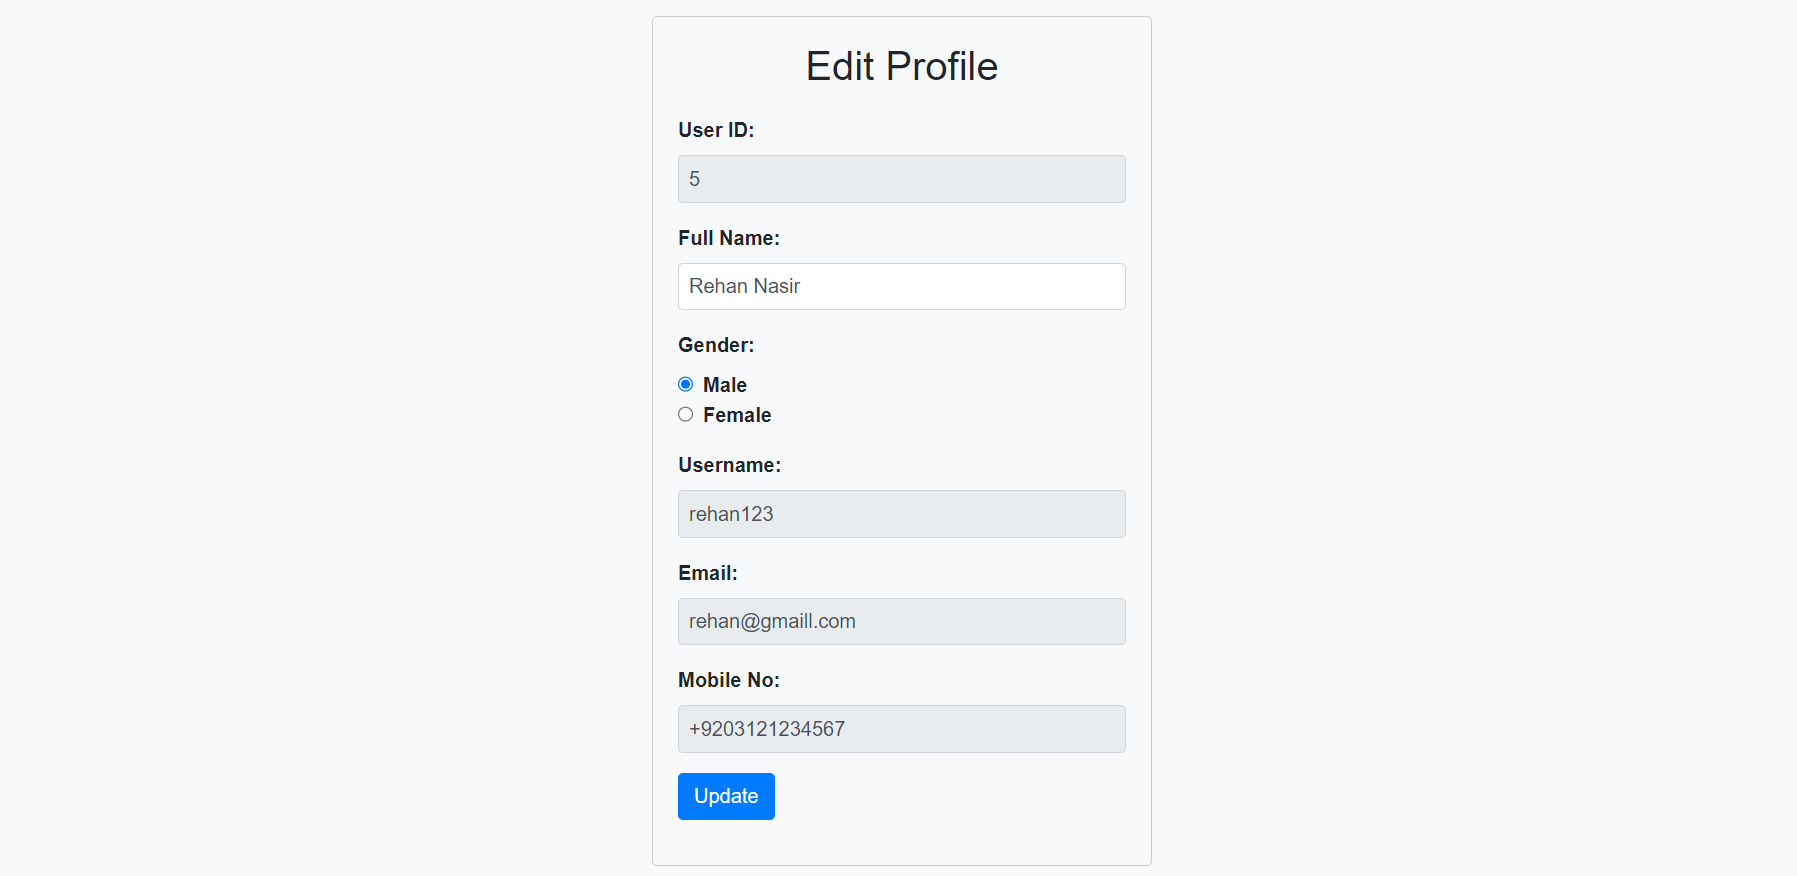 Edit Profile
User ID:
5
Full Name:
Rehan Nasir
Gender:
Male
Female
Username:
rehan123
Email:
rehan@gmaill.com
Mobile No:
+9203121234567
Update